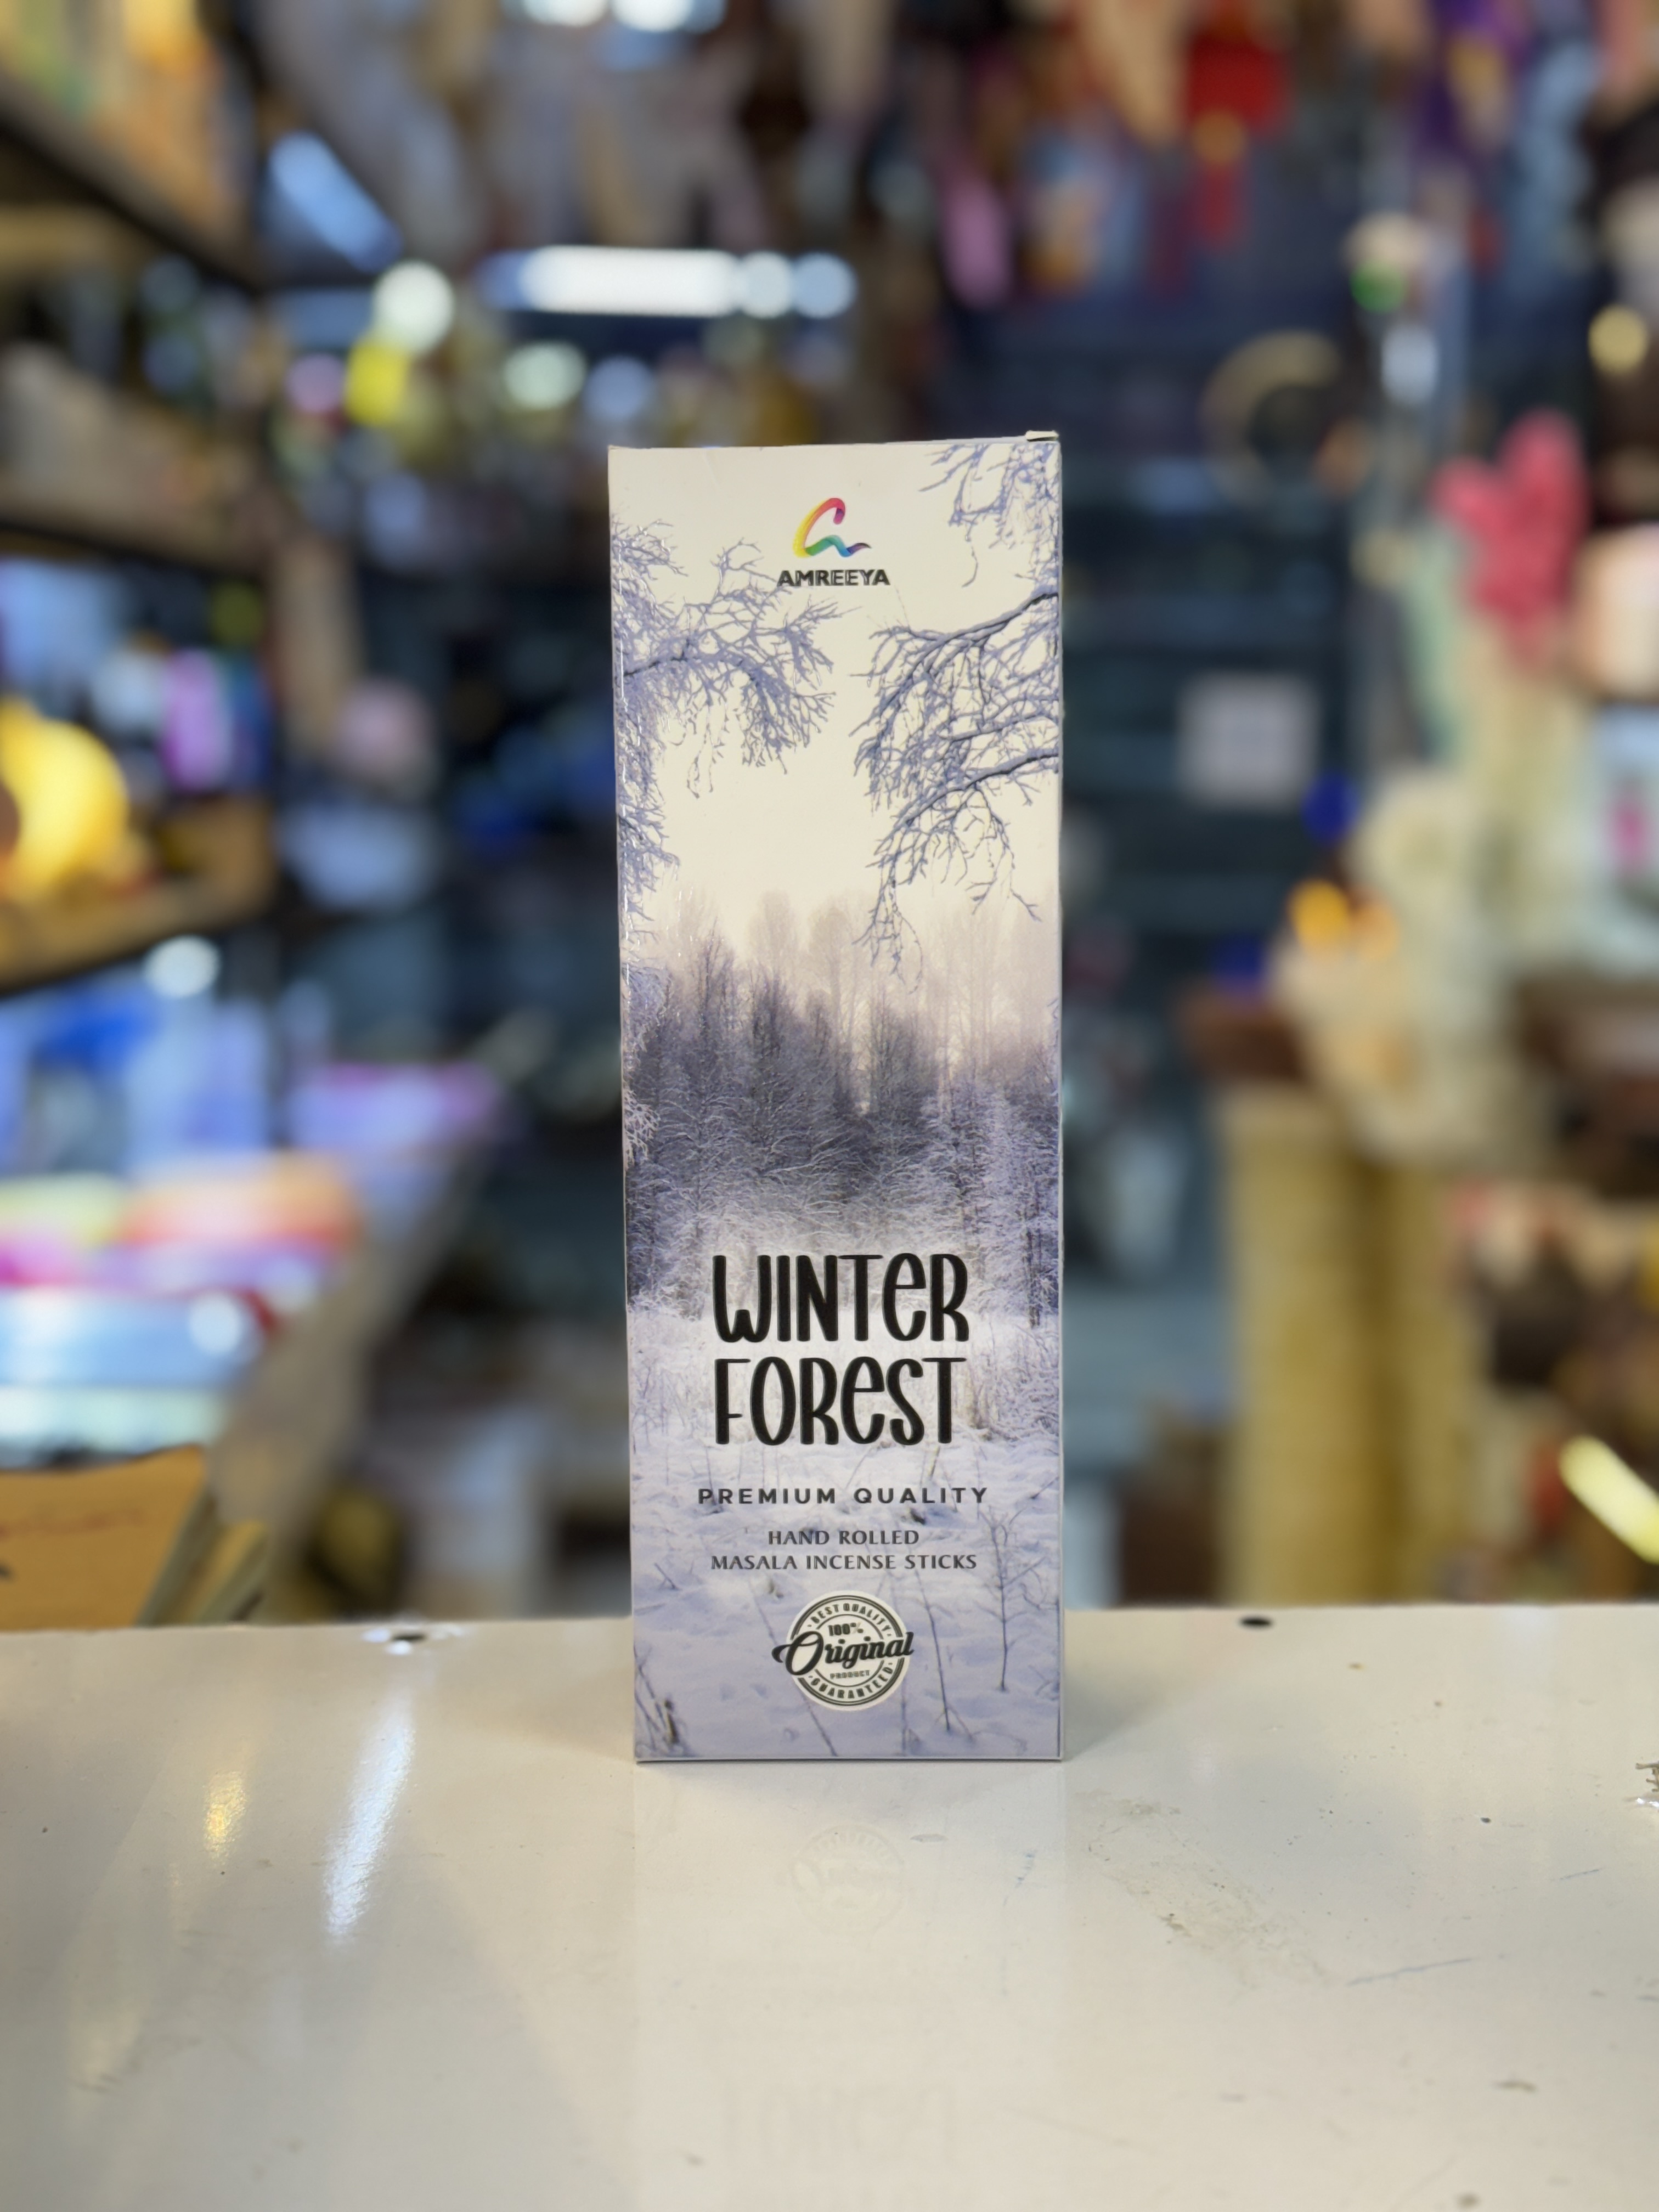 AMREEYA
WINTER
FOREST
PREMIUM QUALITY
HAND ROLLED
MASALA INCENSE STICKS
BEST QUALITY
100%
Original
PRODUCT
GUARANTEED